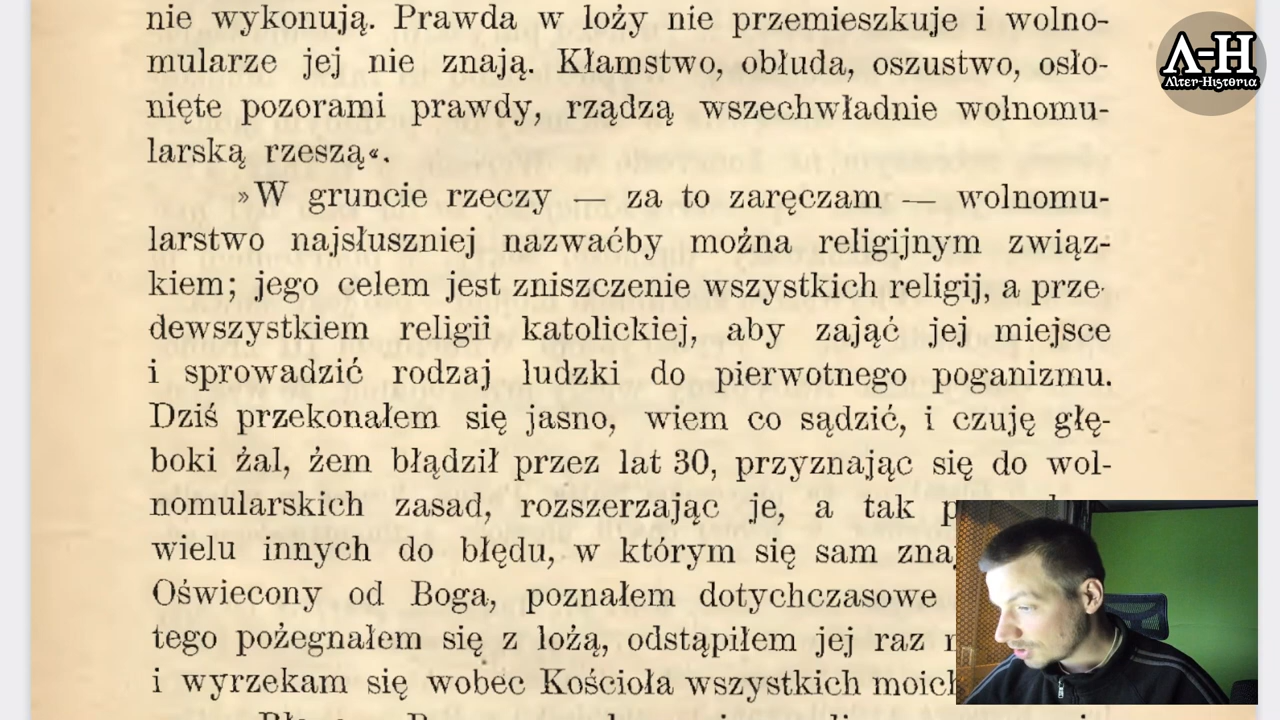 nie wykonują. Prawda w loży nie przemieszkuje i wolno-
mularze jej nie znają. Kłamstwo, obłuda, oszustwo, osło-
nięte pozorami prawdy, rządzą wszechwładnie wolnomu-
larską rzeszą«.
»W gruncie rzeczy — za to zaręczam — wolnomu-
larstwo najsłuszniej nazwaćby można religijnym związ-
kiem; jego celem jest zniszczenie wszystkich religij, a prze-
dewszystkiem religii katolickiej, aby zająć jej miejsce
i sprowadzić rodzaj ludzki do pierwotnego poganizmu.
Dziś przekonałem się jasno, wiem co sądzić, i czuję głę-
boki żal, żem błądził przez lat 30, przyznając się do wol-
nomularskich zasad, rozszerzając je, a tak
wielu innych do błędu, w którym się sam
Oświecony od Boga, poznałem dotychczasowe
tego pożegnałem się z lożą, odstąpiłem jej raz
i wyrzekam się wobec Kościoła wszystkich moich
Λ-H
Alter-Historia